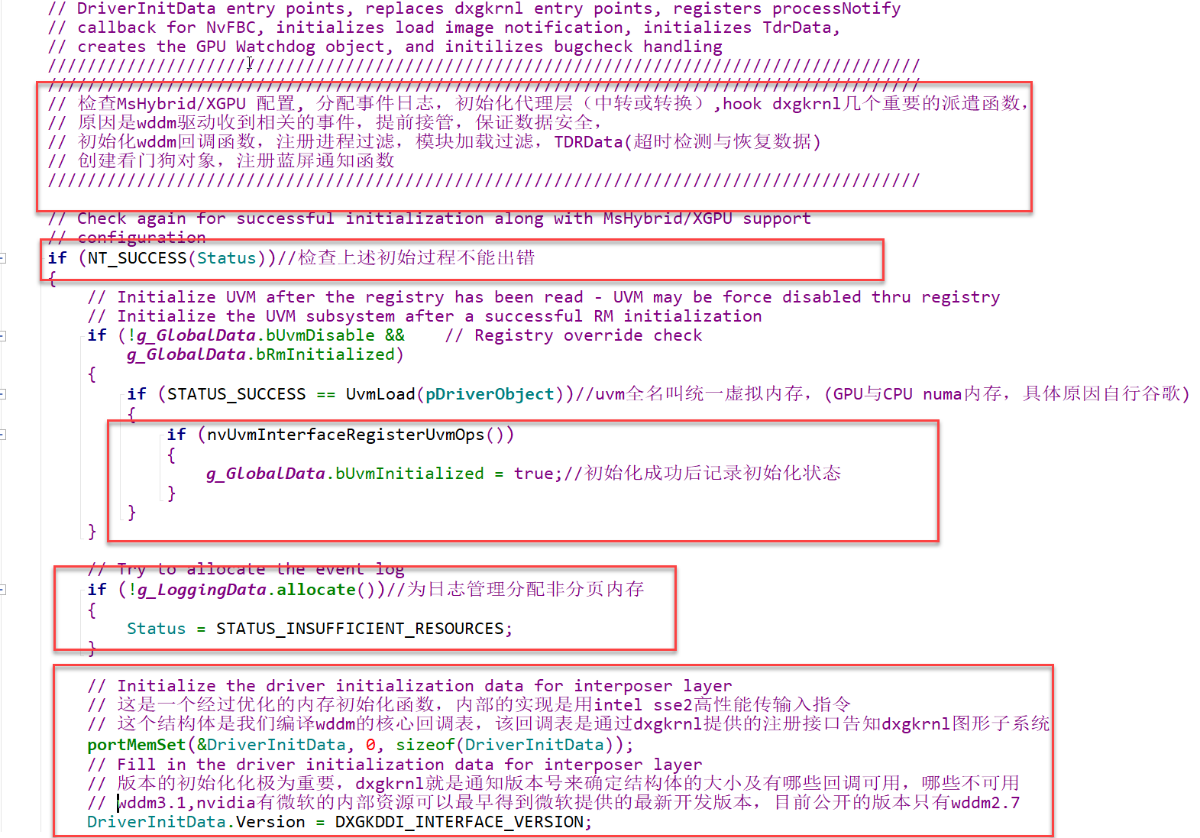 // DriverInitData entry points, replaces dxgkrnl entry points, registers processNotify
// callback for NvFBC, initializes load image notification, initializes TdrData,
// creates the GPU Watchdog object, and initilizes bugcheck handling
/////////////////////////////////////////////////////////////////////////////////////////
/////////////////////////////////////////////////////////////////////////////////////////
// 检查MsHybrid/XGPU 配置, 分配事件日志，初始化代理层（中转或转换）,hook dxgkrnl几个重要的派遣函数，
// 原因是wddm驱动收到相关的事件，提前接管，保证数据安全，
// 初始化wddm回调函数，注册进程过滤，模块加载过滤，TDRData(超时检测与恢复数据)
// 创建看门狗对象，注册蓝屏通知函数
/////////////////////////////////////////////////////////////////////////////////////////
// Check again for successful initialization along with MsHybrid/XGPU support
// configuration
if (NT_SUCCESS(Status))//检查上述初始过程不能出错
{
// Initialize UVM after the registry has been read - UVM may be force disabled thru registry
// Initialize the UVM subsystem after a successful RM initialization
if (!g_GlobalData.bUvmDisable && // Registry override check
g_GlobalData.bRmInitialized)
{
if (STATUS_SUCCESS == UvmLoad(pDriverObject))//uvm全名叫统一虚拟内存，(GPU与CPU numa内存，具体原因自行谷歌)
{
if (nvUvmInterfaceRegisterUvmOps())
{
g_GlobalData.bUvmInitialized = true;//初始化成功后记录初始化状态
}
}
}
// Try to allocate the event log
if (!g_LoggingData.allocate())//为日志管理分配非分页内存
{
Status = STATUS_INSUFFICIENT_RESOURCES;
}
// Initialize the driver initialization data for interposer layer
// 这是一个经过优化的内存初始化函数，内部的实现是用intel sse2高性能传输入指令
// 这个结构体是我们编译wddm的核心回调表，该回调表是通过dxgkrnl提供的注册接口告知dxgkrnl图形子系统
portMemSet(&DriverInitData, 0, sizeof(DriverInitData));
// Fill in the driver initialization data for interposer layer
// 版本的初始化化极为重要，dxgkrnl就是通知版本号来确定结构体的大小及有哪些回调可用，哪些不可用
// wddm3.1,nvidia有微软的内部资源可以最早得到微软提供的最新开发版本，目前公开的版本只有wddm2.7
DriverInitData.Version = DXGKDDI_INTERFACE_VERSION;